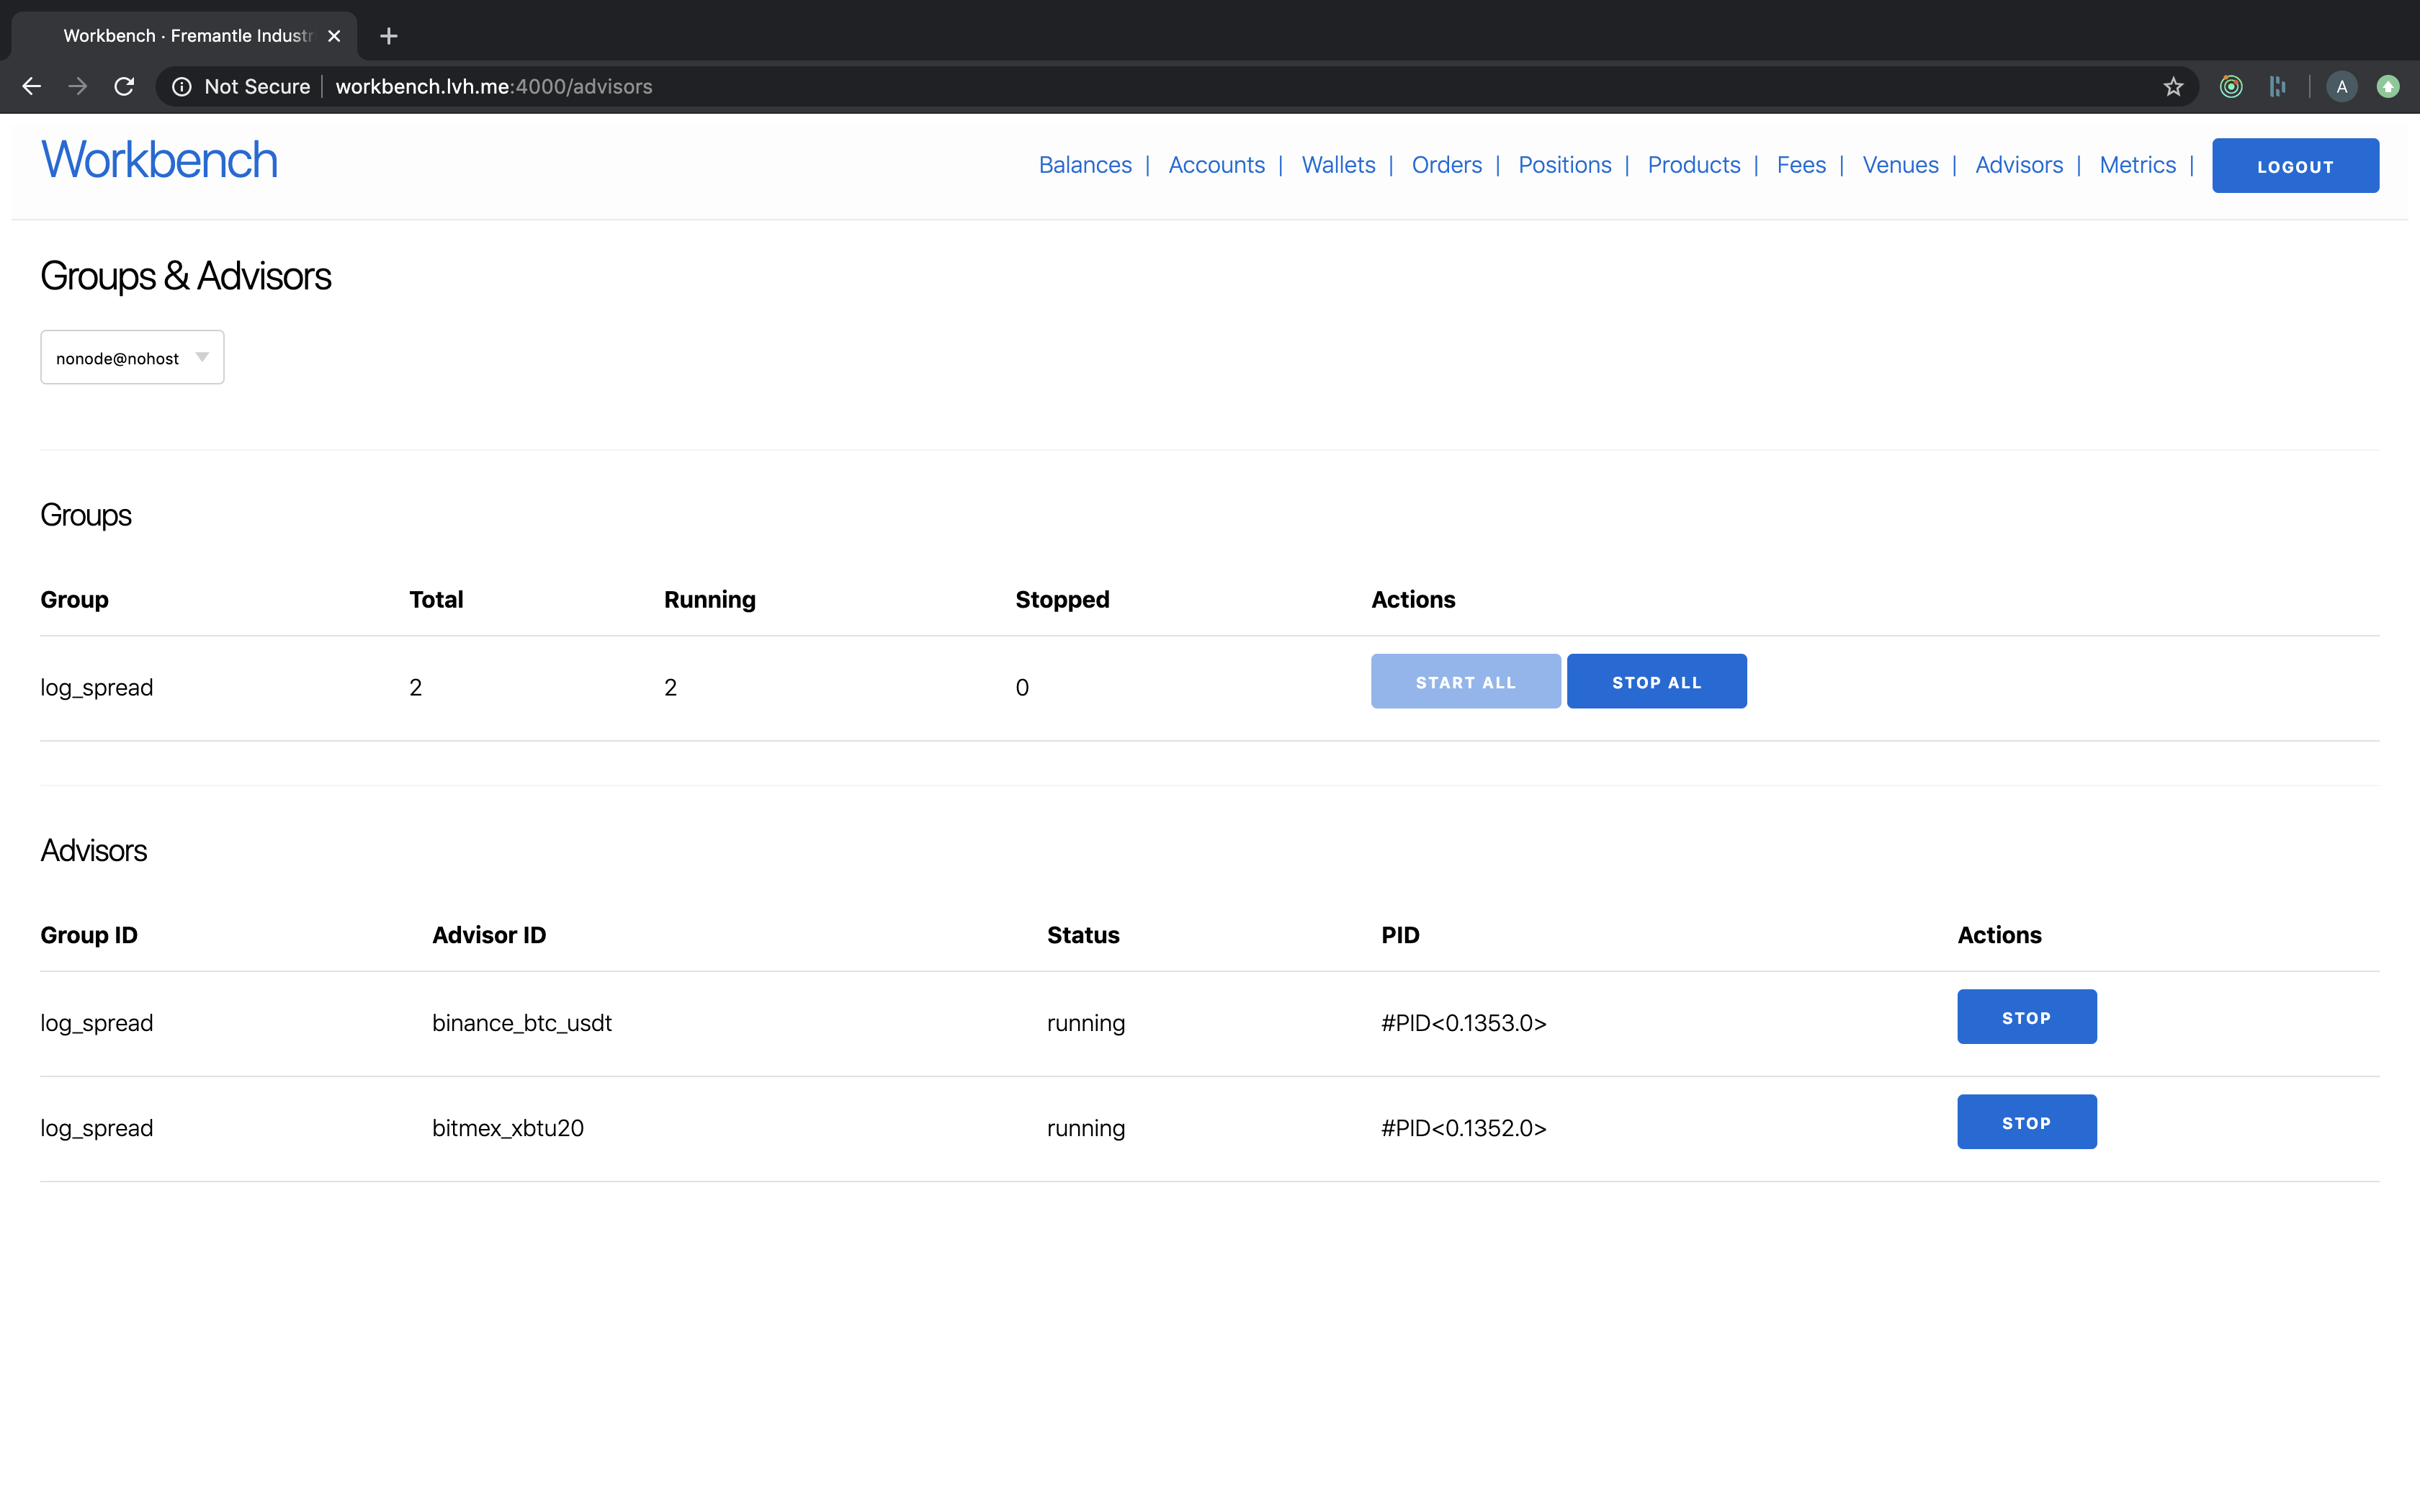 Workbench · Fremantle Industr
Not Secure | workbench.lvh.me:4000/advisors
A
Workbench
Balances | Accounts | Wallets | Orders | Positions | Products | Fees | Venues | Advisors | Metrics | LOGOUT
Groups & Advisors
nonode@nohost
Groups
Group Total Running Stopped Actions
log_spread 2 2 0 START ALL STOP ALL
Advisors
Group ID Advisor ID Status PID Actions
log_spread binance_btc_usdt running #PID<0.1353.0> STOP
log_spread bitmex_xbtu20 running #PID<0.1352.0> STOP